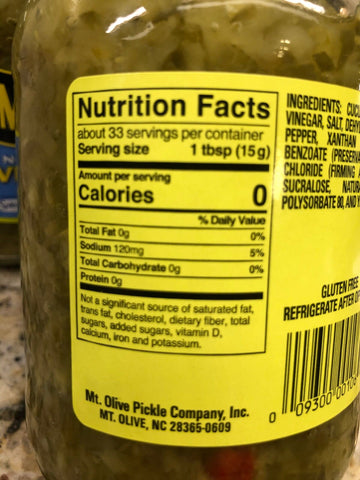 Nutrition Facts
about 33 servings per container
Serving size 1 tbsp (15g)
Amount per serving
Calories 0
% Daily Value
Total Fat 0g 0%
Sodium 120mg 5%
Total Carbohydrate 0g 0%
Protein 0g
Not a significant source of saturated fat,
trans fat, cholesterol, dietary fiber, total
sugars, added sugars, vitamin D,
calcium, iron and potassium.
Mt. Olive Pickle Company, Inc.
MT. OLIVE, NC 28365-0609
INGREDIENTS:
VINEGAR, SALT,
PEPPER, XANTHAN
BENZOATE
CHLORIDE (FIRMING
SUCRALOSE,
POLYSORBATE 80, AND
GLUTEN FREE
REFRIGERATE AFTER
0 09300 00100